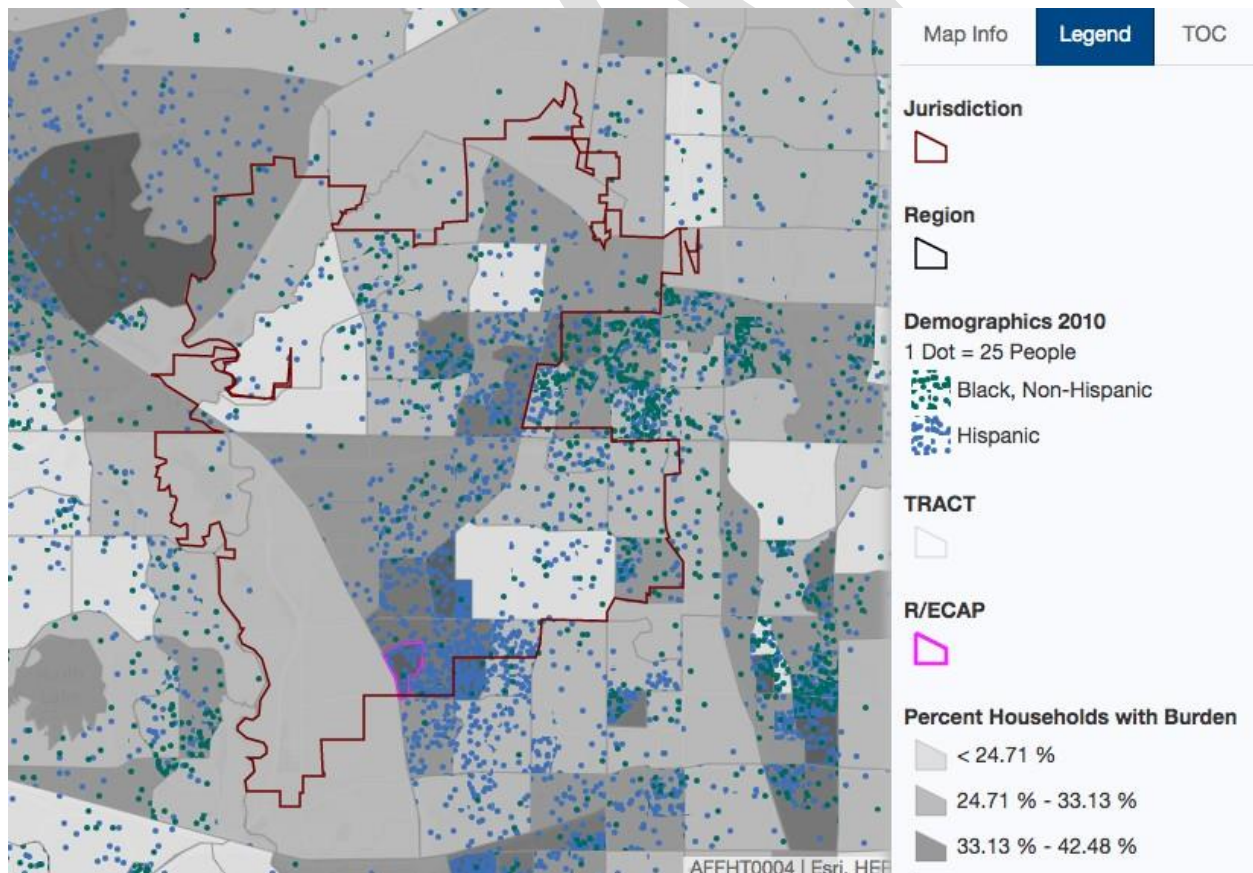 Map Info Legend TOC
Jurisdiction
Region
Demographics 2010
1 Dot = 25 People
Black, Non-Hispanic
Hispanic
TRACT
R/ECAP
Percent Households with Burden
< 24.71 %
24.71 % - 33.13 %
33.13 % - 42.48 %
AFFHT0004 | Esri, HER